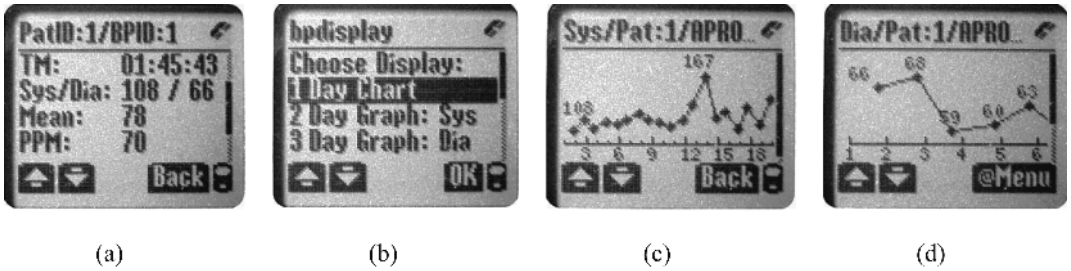 PatID:1/BPID:1
TM: 01:45:43
Sys/Dia: 108 / 66
Mean: 78
PPM: 70
Back
bpdisplay
Choose Display:
1 Day Chart
2 Day Graph: Sys
3 Day Graph: Dia
OK
Sys/Pat:1/APRO...
167
108
3 6 9 12 15 18
Back
Dia/Pat:1/APRO...
66 68 59 60 63
1 2 3 4 5 6
@Menu
(a) (b) (c) (d)